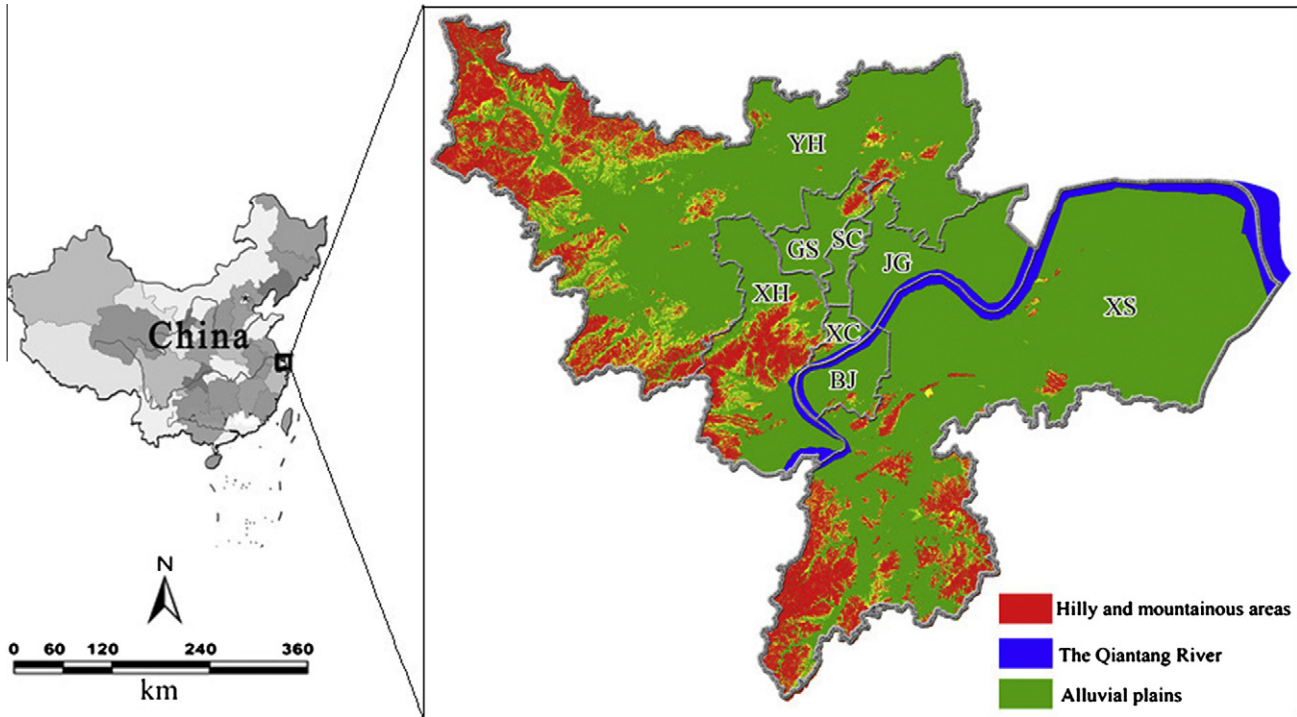 China
N
0 60 120 240 360
km
YH
SC
GS
JG
XH
XS
XC
BJ
Hilly and mountainous areas
The Qiantang River
Alluvial plains